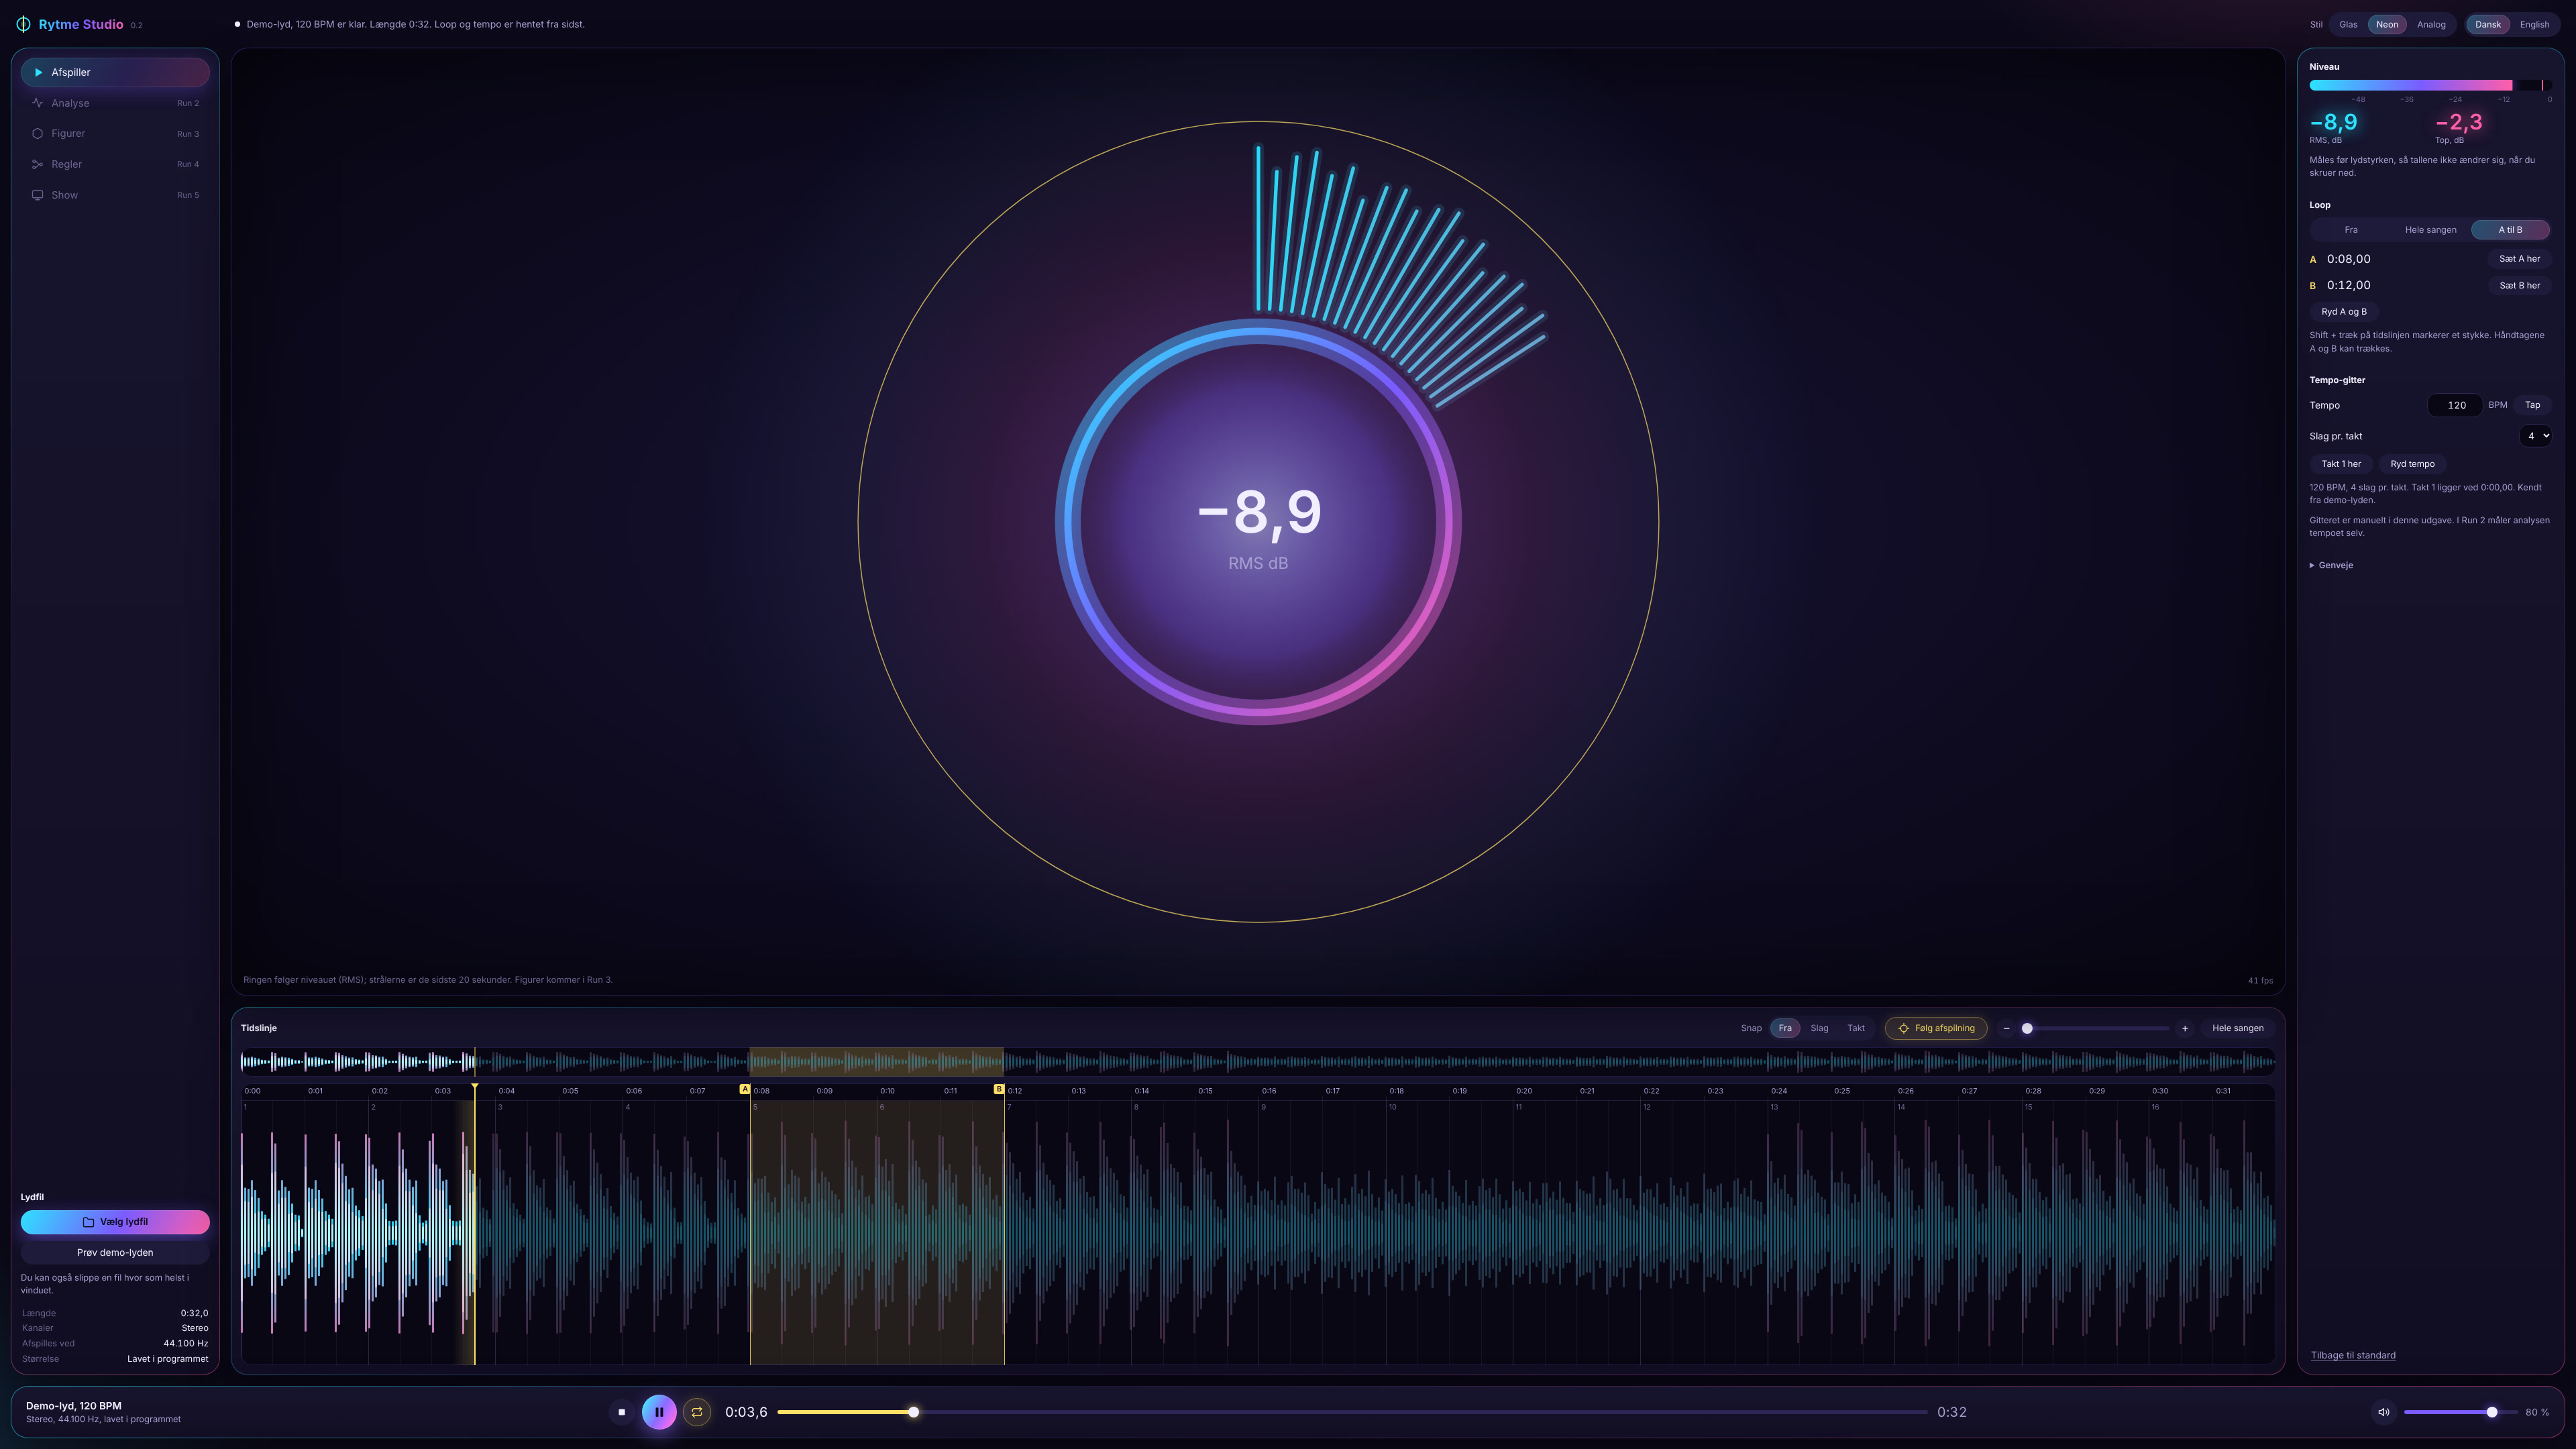 Rytme Studio 0.2
Demo-lyd, 120 BPM er klar. Længde 0:32. Loop og tempo er hentet fra sidst.
Stil Glas Neon Analog Dansk English
Afspiller
Analyse Run 2
Figurer Run 3
Regler Run 4
Show Run 5
Lydfil
Vælg lydfil
Prøv demo-lyden
Du kan også slippe en fil hvor som helst i
vinduet.
Længde 0:32,0
Kanaler Stereo
Afspilles ved 44.100 Hz
Størrelse Lavet i programmet
−8,9
RMS dB
Ringen følger niveauet (RMS); strålerne er de sidste 20 sekunder. Figurer kommer i Run 3.
41 fps
Tidslinje
Snap Fra Slag Takt Følg afspilning − + Hele sangen
0:00 0:01 0:02 0:03 0:04 0:05 0:06 0:07 A 0:08 0:09 0:10 0:11 B 0:12 0:13 0:14 0:15 0:16 0:17 0:18 0:19 0:20 0:21 0:22 0:23 0:24 0:25 0:26 0:27 0:28 0:29 0:30 0:31
1 2 3 4 5 6 7 8 9 10 11 12 13 14 15 16
Niveau
−48 −36 −24 −12 0
−8,9 −2,3
RMS, dB Top, dB
Måles før lydstyrken, så tallene ikke ændrer sig, når du
skruer ned.
Loop
Fra Hele sangen A til B
A 0:08,00 Sæt A her
B 0:12,00 Sæt B her
Ryd A og B
Shift + træk på tidslinjen markerer et stykke. Håndtagene
A og B kan trækkes.
Tempo-gitter
Tempo 120 BPM Tap
Slag pr. takt 4
Takt 1 her Ryd tempo
120 BPM, 4 slag pr. takt. Takt 1 ligger ved 0:00,00. Kendt
fra demo-lyden.
Gitteret er manuelt i denne udgave. I Run 2 måler analysen
tempoet selv.
Genveje
Tilbage til standard
Demo-lyd, 120 BPM
Stereo, 44.100 Hz, lavet i programmet
0:03,6 0:32
80 %